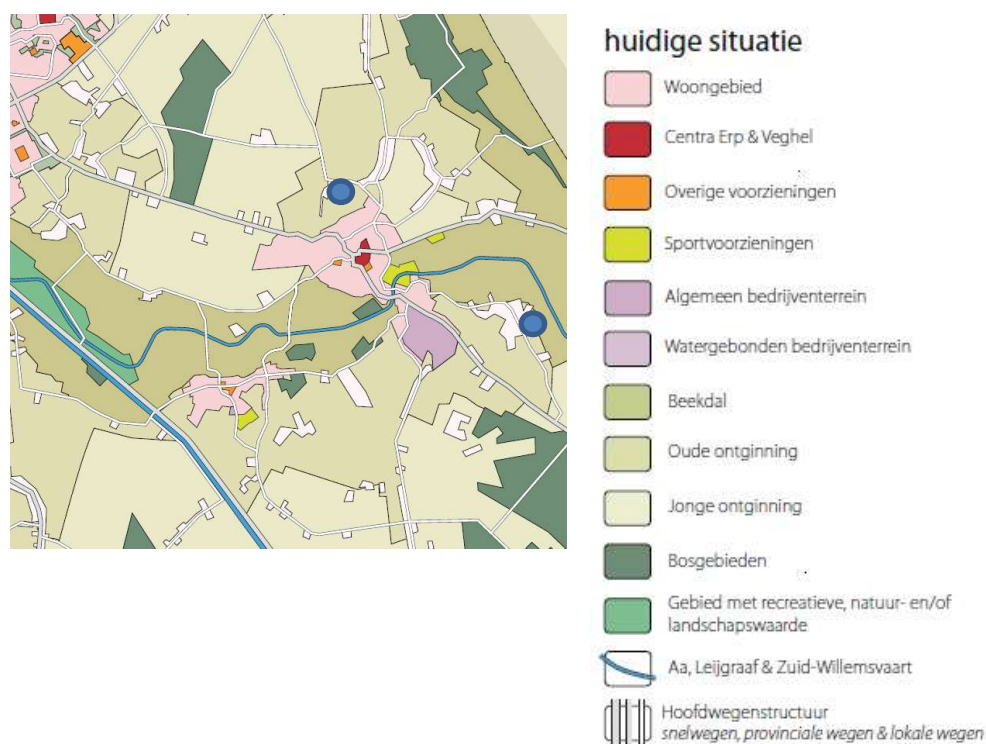 huidige situatie
Woongebied
Centra Erp & Veghel
Overige voorzieningen
Sportvoorzieningen
Algemeen bedrijventerrein
Watergebonden bedrijventerrein
Beekdal
Oude ontginning
Jonge ontginning
Bosgebieden
Gebied met recreatieve, natuur- en/of
landschapswaarde
Aa, Leijgraaf & Zuid-Willemsvaart
Hoofdwegenstructuur
snelwegen, provinciale wegen & lokale wegen